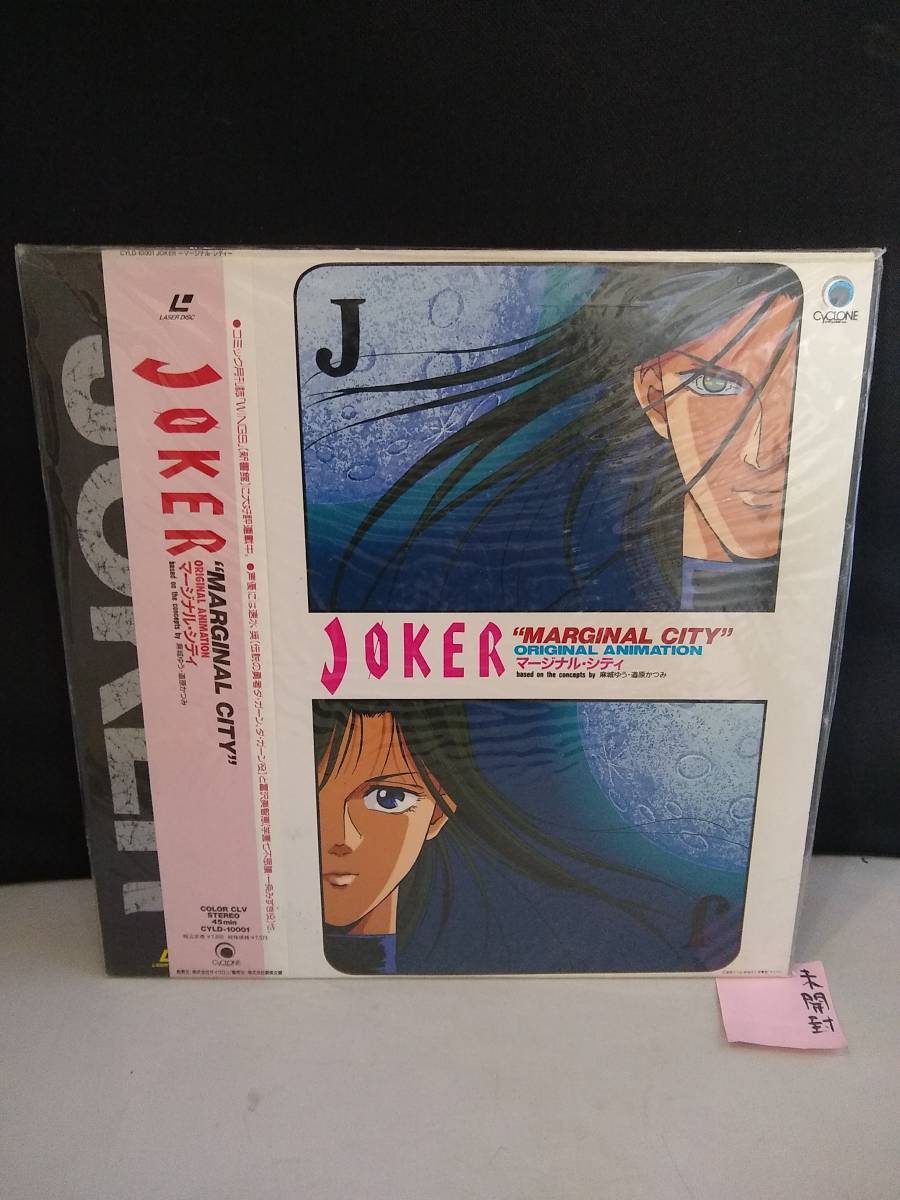 CYLD-10001 JOKER ーマージナル・シティー
LASER DISC
JOKER
"MARGINAL CITY"
ORIGINAL ANIMATION
マージナル・シティ
based on the concepts by 麻城ゆう・道原かつみ
COLOR CLV
STEREO
45min
CYLD-10001
CYCLONE
JOKER
J
CYCLONE
JOKER
"MARGINAL CITY"
ORIGINAL ANIMATION
マージナル・シティ
based on the concepts by 麻城ゆう・道原かつみ
J
未開封